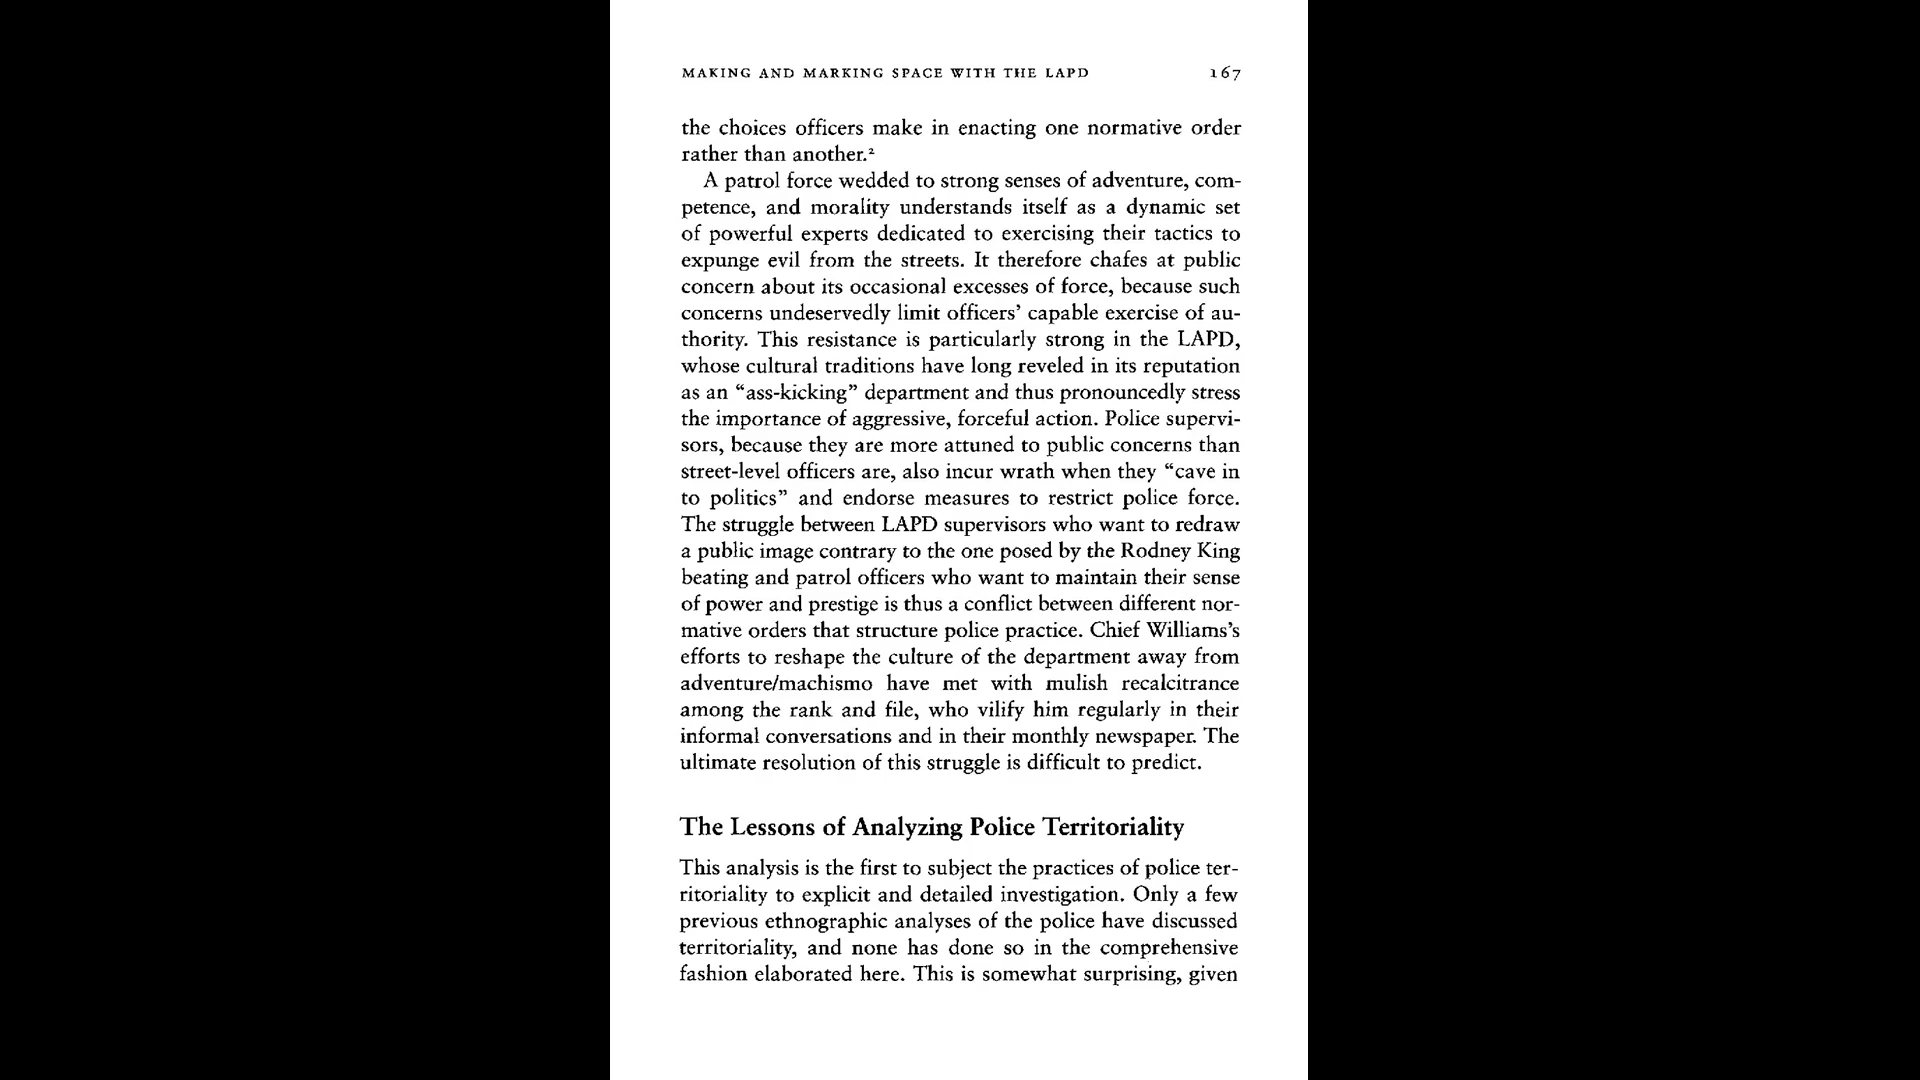 MAKING AND MARKING SPACE WITH THE LAPD 167
the choices officers make in enacting one normative order
rather than another.²
A patrol force wedded to strong senses of adventure, com-
petence, and morality understands itself as a dynamic set
of powerful experts dedicated to exercising their tactics to
expunge evil from the streets. It therefore chafes at public
concern about its occasional excesses of force, because such
concerns undeservedly limit officers’ capable exercise of au-
thority. This resistance is particularly strong in the LAPD,
whose cultural traditions have long reveled in its reputation
as an “ass-kicking” department and thus pronouncedly stress
the importance of aggressive, forceful action. Police supervi-
sors, because they are more attuned to public concerns than
street-level officers are, also incur wrath when they “cave in
to politics” and endorse measures to restrict police force.
The struggle between LAPD supervisors who want to redraw
a public image contrary to the one posed by the Rodney King
beating and patrol officers who want to maintain their sense
of power and prestige is thus a conflict between different nor-
mative orders that structure police practice. Chief Williams’s
efforts to reshape the culture of the department away from
adventure/machismo have met with mulish recalcitrance
among the rank and file, who vilify him regularly in their
informal conversations and in their monthly newspaper. The
ultimate resolution of this struggle is difficult to predict.
The Lessons of Analyzing Police Territoriality
This analysis is the first to subject the practices of police ter-
ritoriality to explicit and detailed investigation. Only a few
previous ethnographic analyses of the police have discussed
territoriality, and none has done so in the comprehensive
fashion elaborated here. This is somewhat surprising, given